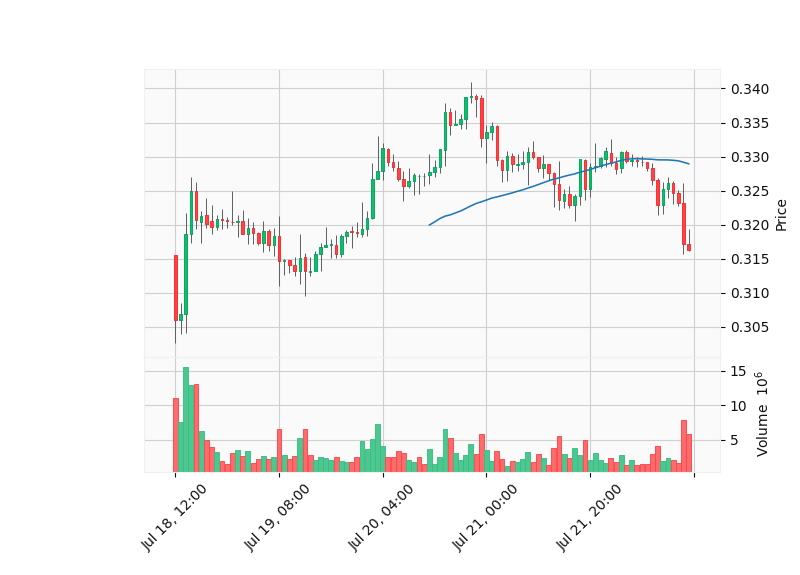 0.340
0.335
0.330
0.325
0.320
0.315
0.310
0.305
Price
15
10
5
Volume 10⁶
Jul 18, 12:00
Jul 19, 08:00
Jul 20, 04:00
Jul 21, 00:00
Jul 21, 20:00